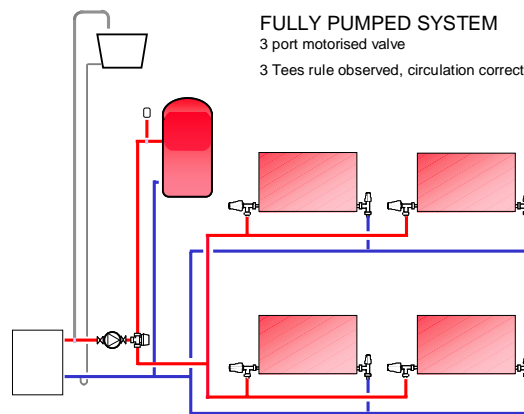 FULLY PUMPED SYSTEM
3 port motorised valve
3 Tees rule observed, circulation correct